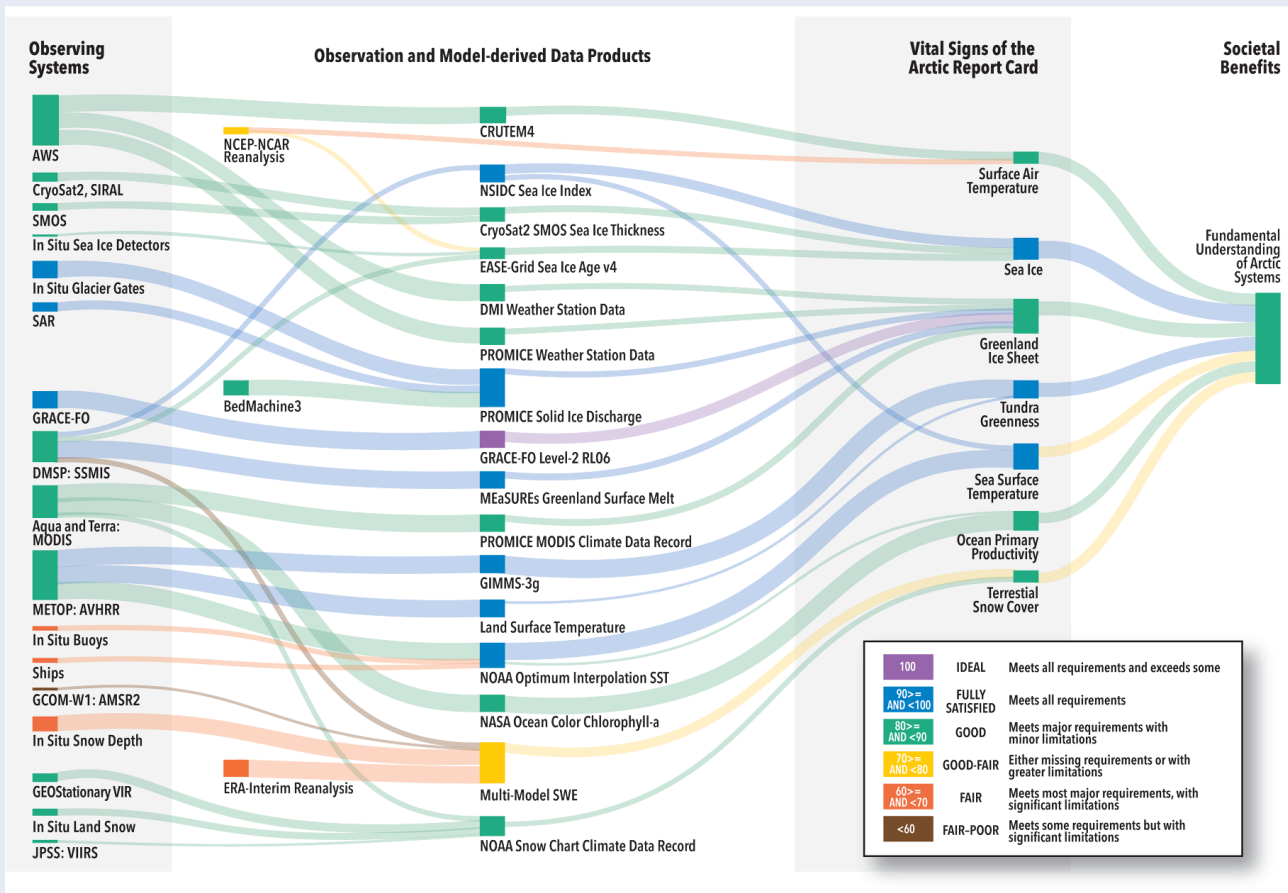 Observing
Systems
Observation and Model-derived Data Products
Vital Signs of the
Arctic Report Card
Societal
Benefits
AWS
CryoSat2, SIRAL
SMOS
In Situ Sea Ice Detectors
In Situ Glacier Gates
SAR
GRACE-FO
DMSP: SSMIS
Aqua and Terra:
MODIS
METOP: AVHRR
In Situ Buoys
Ships
GCOM-W1: AMSR2
In Situ Snow Depth
GEOStationary VIR
In Situ Land Snow
JPSS: VIIRS
NCEP-NCAR
Reanalysis
BedMachine3
ERA-Interim Reanalysis
CRUTEM4
NSIDC Sea Ice Index
CryoSat2 SMOS Sea Ice Thickness
EASE-Grid Sea Ice Age v4
DMI Weather Station Data
PROMICE Weather Station Data
PROMICE Solid Ice Discharge
GRACE-FO Level-2 RL06
MEaSUREs Greenland Surface Melt
PROMICE MODIS Climate Data Record
GIMMS-3g
Land Surface Temperature
NOAA Optimum Interpolation SST
NASA Ocean Color Chlorophyll-a
Multi-Model SWE
NOAA Snow Chart Climate Data Record
Surface Air
Temperature
Sea Ice
Greenland
Ice Sheet
Tundra
Greenness
Sea Surface
Temperature
Ocean Primary
Productivity
Terrestial
Snow Cover
Fundamental
Understanding
of Arctic
Systems
100
IDEAL
Meets all requirements and exceeds some
90>=
AND <100
FULLY
SATISFIED
Meets all requirements
80>=
AND <90
GOOD
Meets major requirements with
minor limitations
70>=
AND <80
GOOD-FAIR
Either missing requirements or with
greater limitations
60>=
AND <70
FAIR
Meets most major requirements, with
significant limitations
<60
FAIR–POOR
Meets some requirements but with
significant limitations